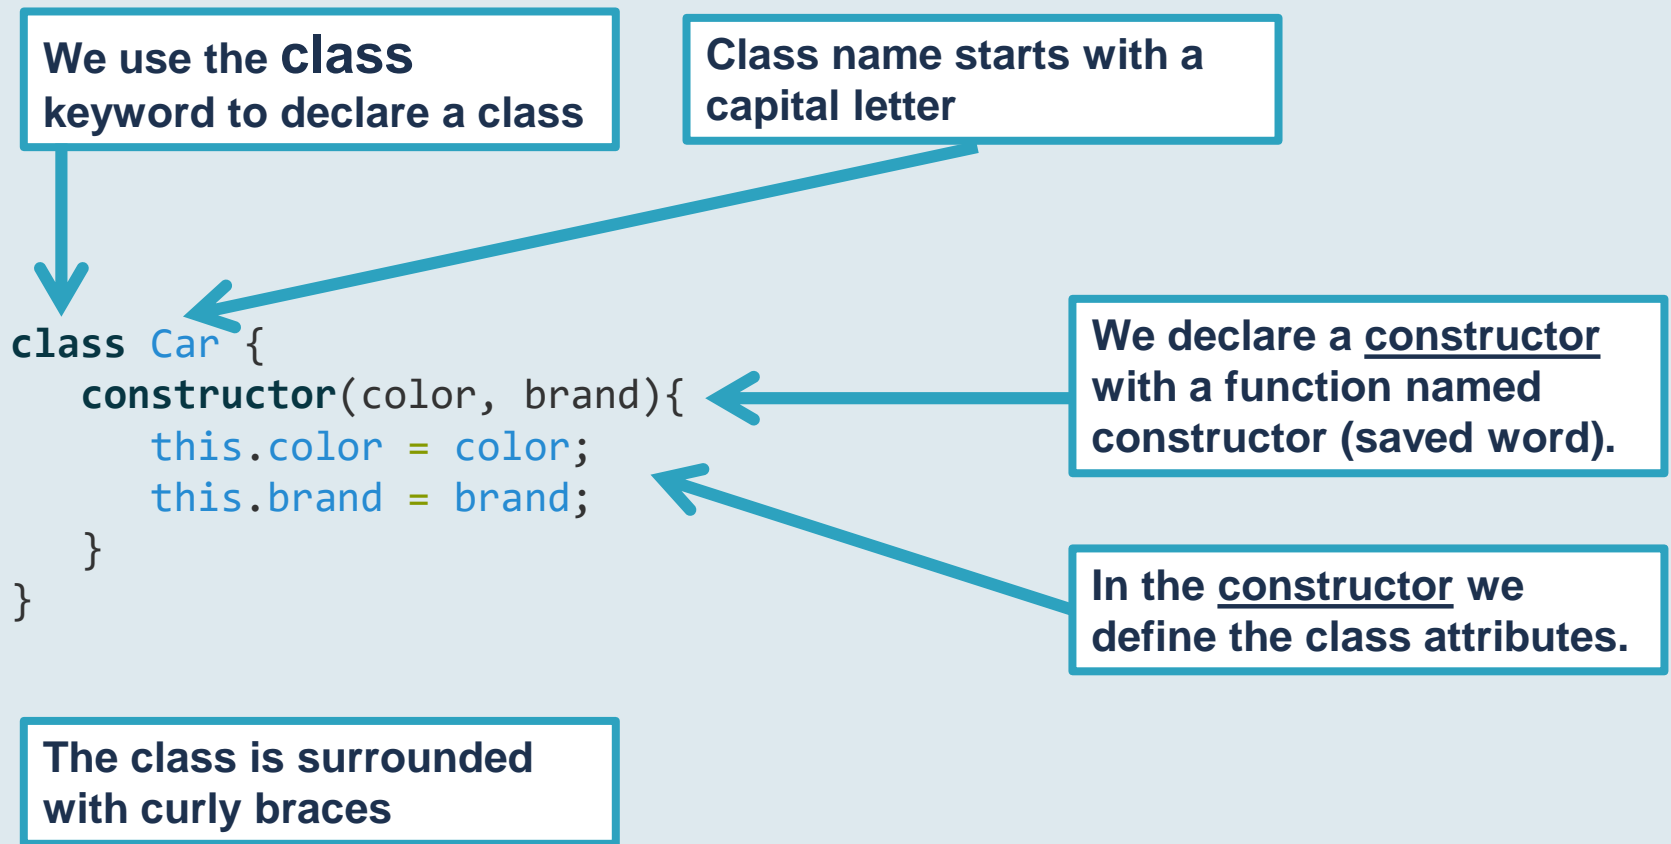 We use the class
keyword to declare a class
Class name starts with a
capital letter
class Car {
constructor(color, brand){
this.color = color;
this.brand = brand;
}
}
We declare a constructor
with a function named
constructor (saved word).
In the constructor we
define the class attributes.
The class is surrounded
with curly braces